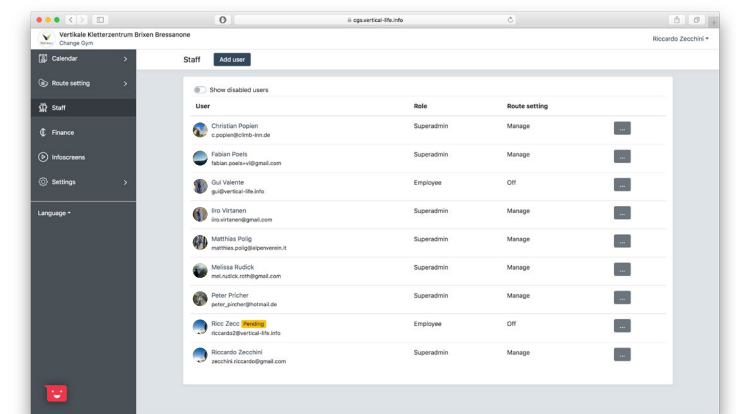 cgs.vertical-life.info
Vertikale Kletterzentrum Brixen Bressanone
Change Gym
Riccardo Zecchini
Calendar
Route setting
Staff
Finance
Infoscreens
Settings
Language
Staff
Add user
Show disabled users
User Role Route setting
Christian Popien Superadmin Manage ...
c.popien@climb-inn.de
Fabian Poels Superadmin Manage ...
fabian.poels+vl@gmail.com
Gui Valente Employee Off ...
gui@vertical-life.info
Iiro Virtanen Superadmin Manage ...
iiro.virtanen@gmail.com
Matthias Polig Superadmin Manage ...
matthias.polig@alpenverein.it
Melissa Rudick Superadmin Manage ...
mel.rudick.roth@gmail.com
Peter Pricher Superadmin Manage ...
peter_pircher@hotmail.de
Ricc Zecc Pending Employee Off ...
riccardo2@vertical-life.info
Riccardo Zecchini Superadmin Manage ...
zecchini.riccardo@gmail.com